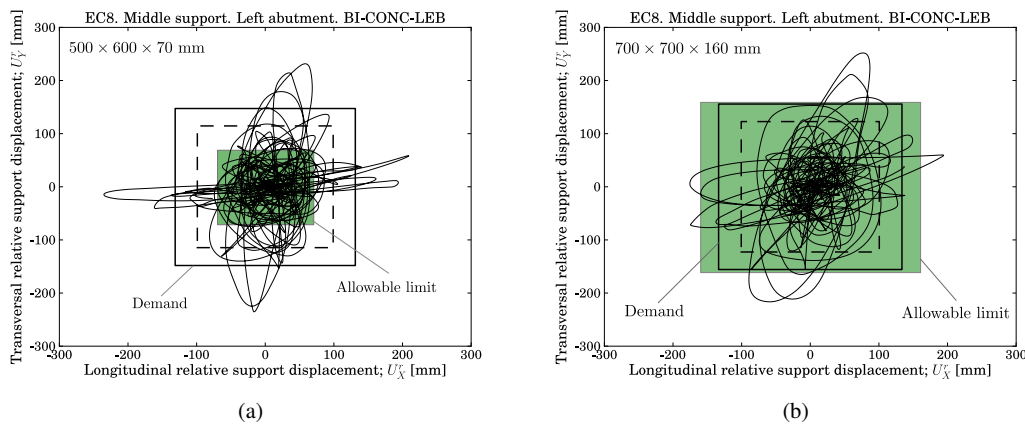 EC8. Middle support. Left abutment. BI-CONC-LEB
500 × 600 × 70 mm
Transversal relative support displacement; U_Y^r [mm]
300
200
100
0
-100
-200
-300
Demand
Allowable limit
-300 -200 -100 0 100 200 300
Longitudinal relative support displacement; U_X^r [mm]
(a)
EC8. Middle support. Left abutment. BI-CONC-LEB
700 × 700 × 160 mm
Transversal relative support displacement; U_Y^r [mm]
300
200
100
0
-100
-200
-300
Demand
Allowable limit
-300 -200 -100 0 100 200 300
Longitudinal relative support displacement; U_X^r [mm]
(b)